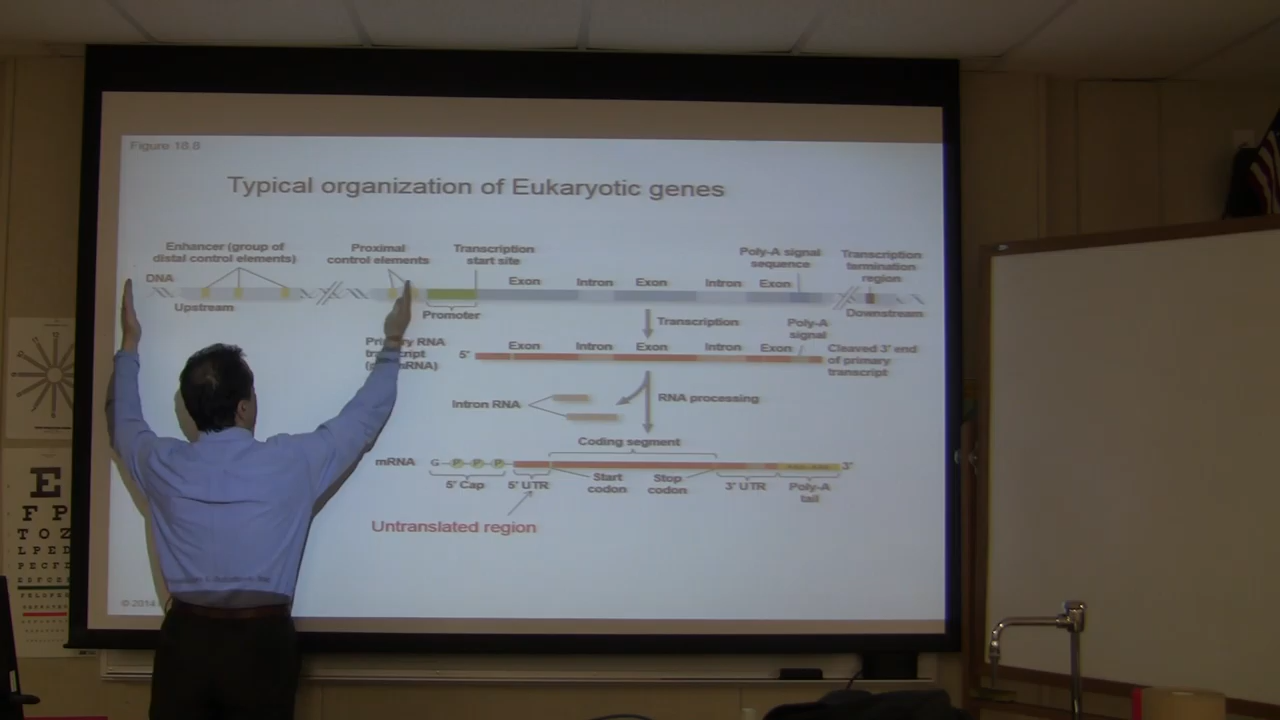 Figure 18.8
Typical organization of Eukaryotic genes
Enhancer (group of
distal control elements)
Proximal
control elements
Transcription
start site
Poly-A signal
sequence
Transcription
termination
region
DNA
Exon
Intron
Exon
Intron
Exon
Upstream
Promoter
Downstream
Transcription
Poly-A
signal
Primary RNA
5'
Exon
Intron
Exon
Intron
Exon
Cleaved 3' end
of primary
transcript
Intron RNA
RNA processing
Coding segment
mRNA
G
P
P
P
3'
5' Cap
5' UTR
Start
codon
Stop
codon
3' UTR
Poly-A
tail
Untranslated region
© 2014
E
F P
T O Z
L P E D
P E C F D